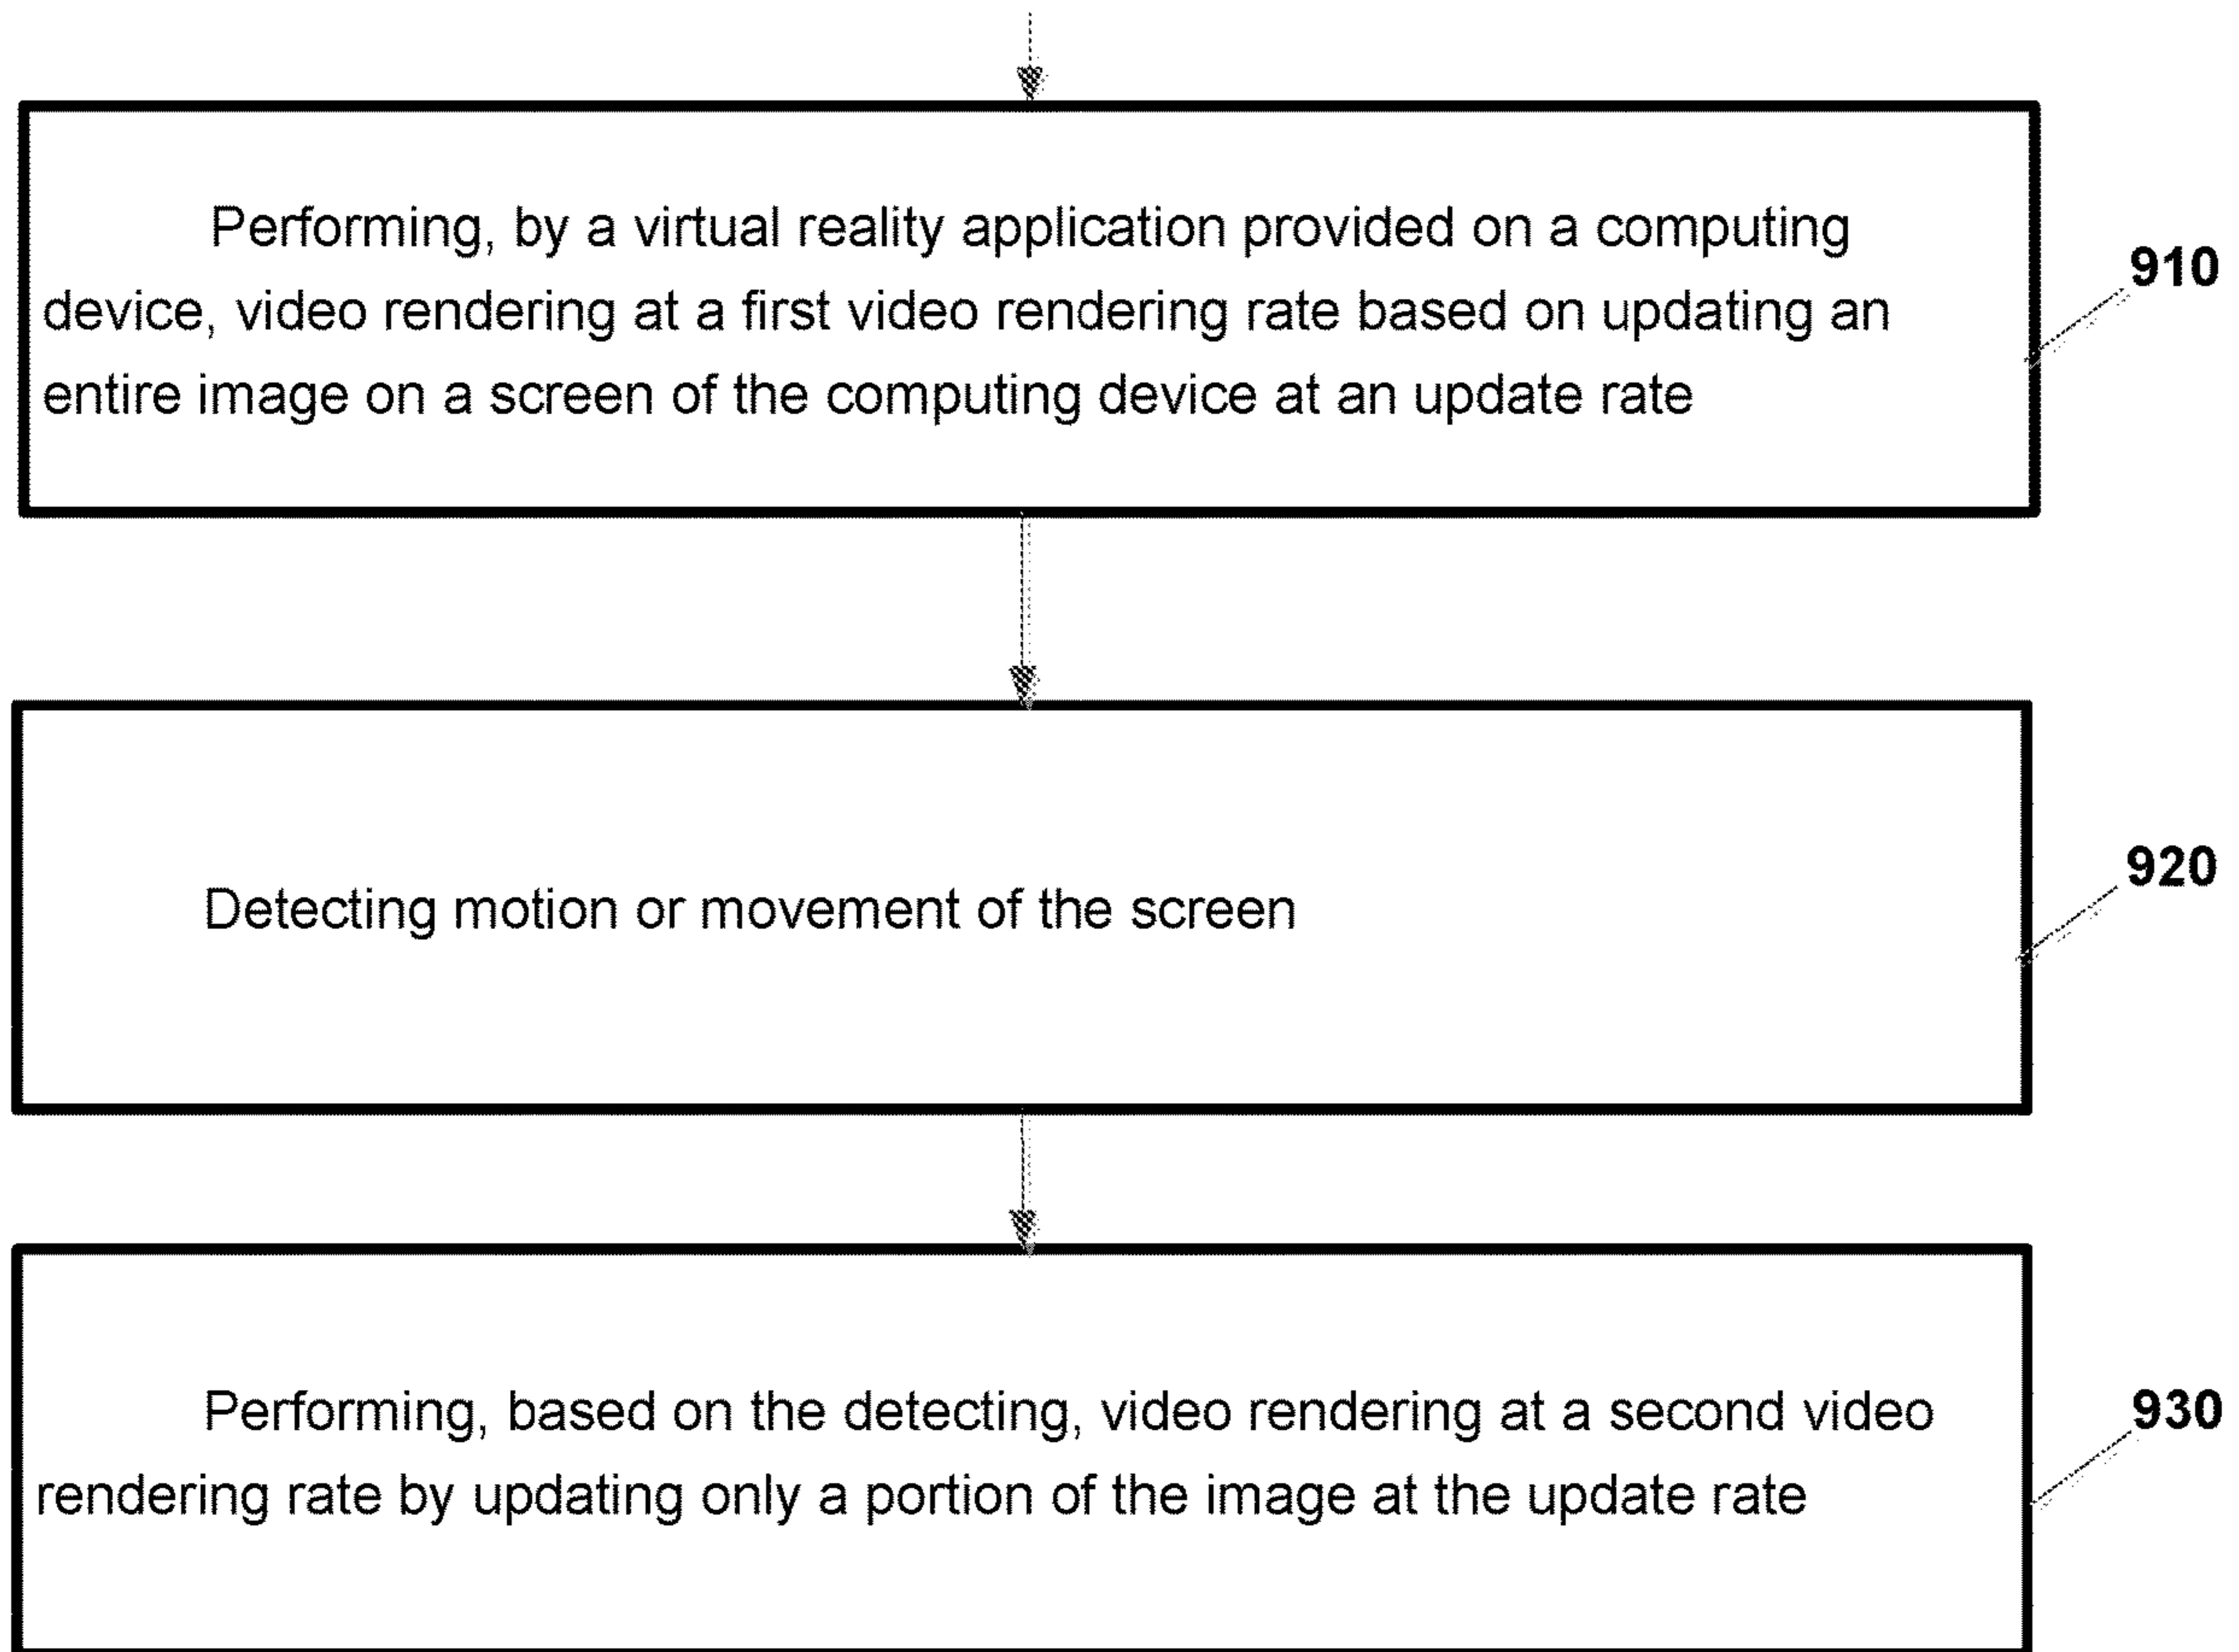 Performing, by a virtual reality application provided on a computing
device, video rendering at a first video rendering rate based on updating an
entire image on a screen of the computing device at an update rate
910
Detecting motion or movement of the screen
920
Performing, based on the detecting, video rendering at a second video
rendering rate by updating only a portion of the image at the update rate
930